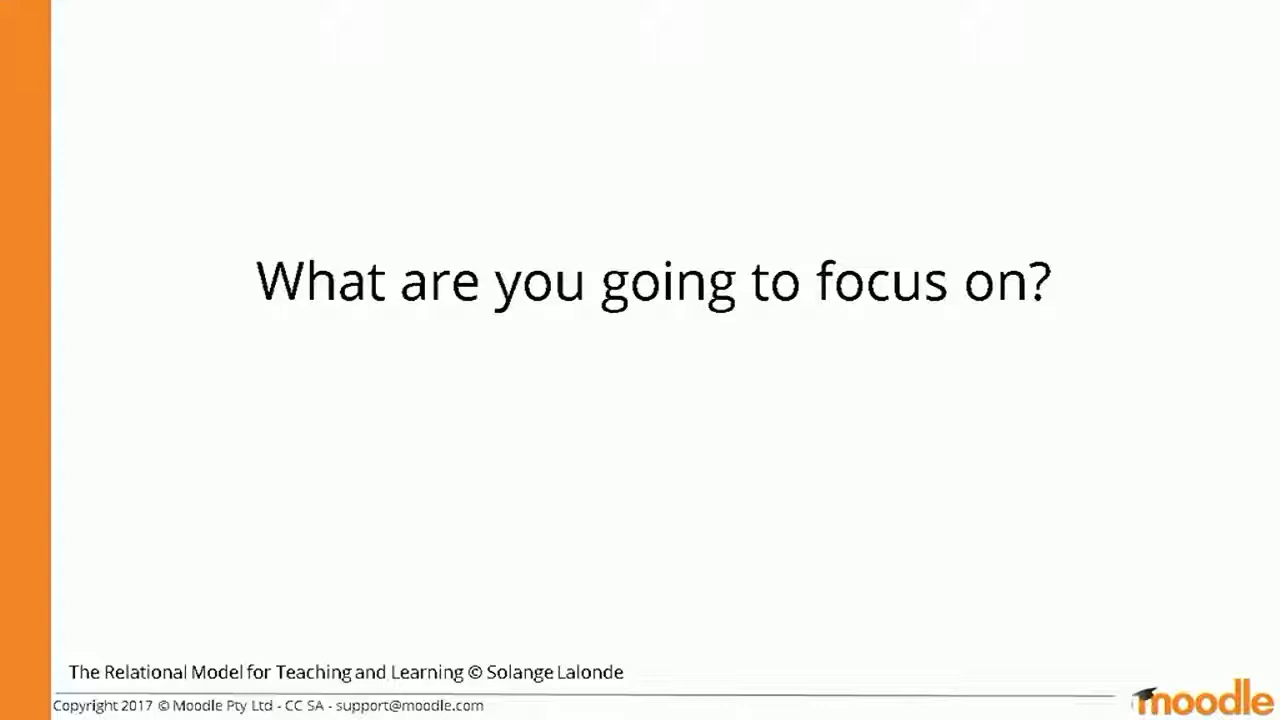 What are you going to focus on?
The Relational Model for Teaching and Learning © Solange Lalonde
Copyright 2017 © Moodle Pty Ltd - CC SA - support@moodle.com
moodle